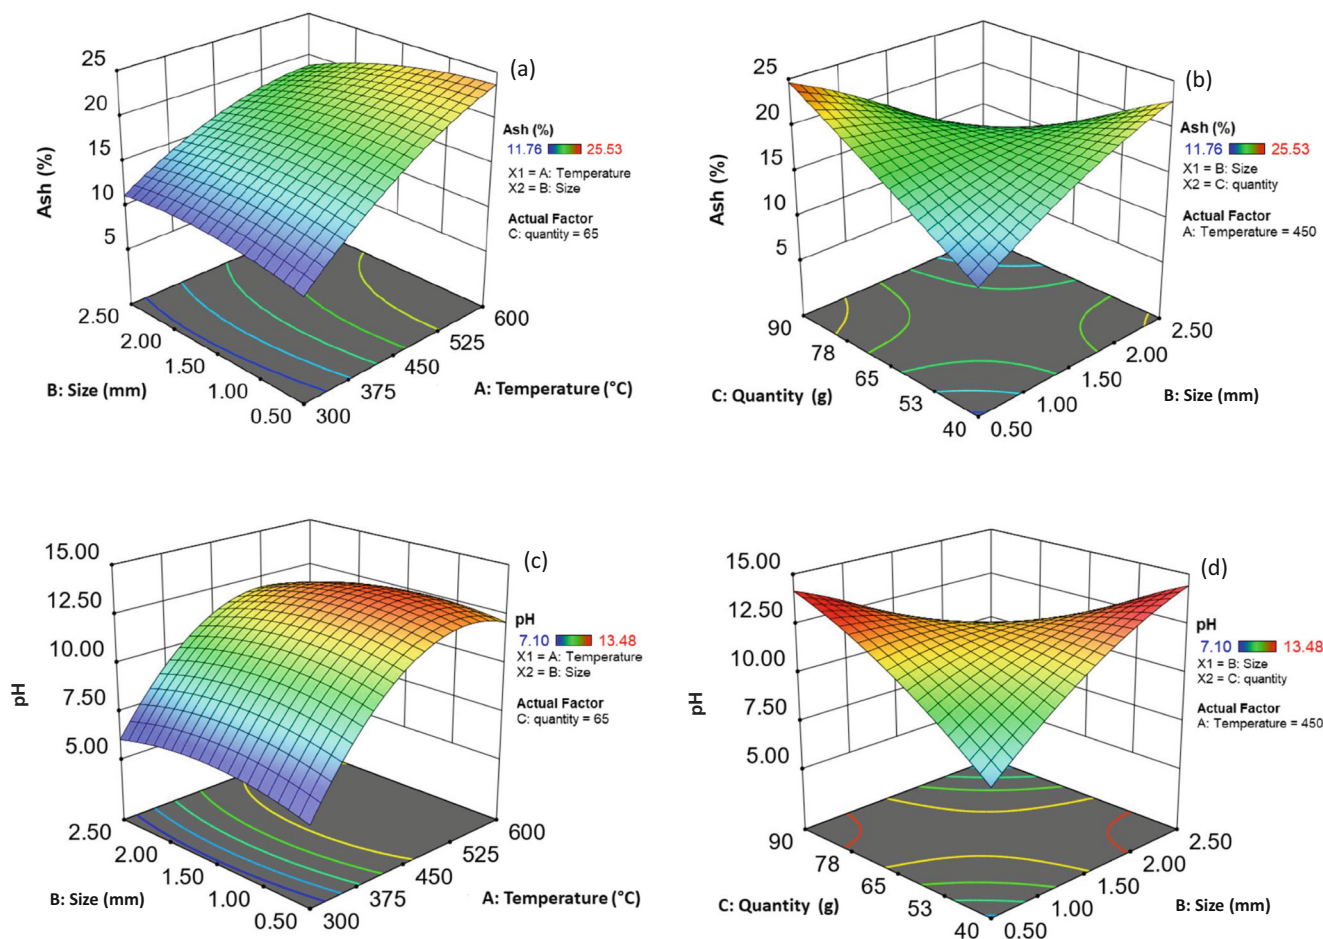 (a)
25
20
15
10
5
Ash (%)
Ash (%)
11.76 25.53
X1 = A: Temperature
X2 = B: Size
Actual Factor
C: quantity = 65
2.50
2.00
1.50
1.00
0.50
B: Size (mm)
300
375
450
525
600
A: Temperature (°C)
(b)
25
20
15
10
5
Ash (%)
Ash (%)
11.76 25.53
X1 = B: Size
X2 = C: quantity
Actual Factor
A: Temperature = 450
90
78
65
53
40
C: Quantity (g)
0.50
1.00
1.50
2.00
2.50
B: Size (mm)
(c)
15.00
12.50
10.00
7.50
5.00
pH
pH
7.10 13.48
X1 = A: Temperature
X2 = B: Size
Actual Factor
C: quantity = 65
2.50
2.00
1.50
1.00
0.50
B: Size (mm)
300
375
450
525
600
A: Temperature (°C)
(d)
15.00
12.50
10.00
7.50
5.00
pH
pH
7.10 13.48
X1 = B: Size
X2 = C: quantity
Actual Factor
A: Temperature = 450
90
78
65
53
40
C: Quantity (g)
0.50
1.00
1.50
2.00
2.50
B: Size (mm)